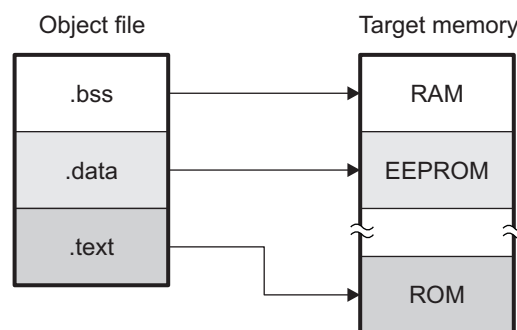 Object file
Target memory
.bss
RAM
.data
EEPROM
.text
ROM